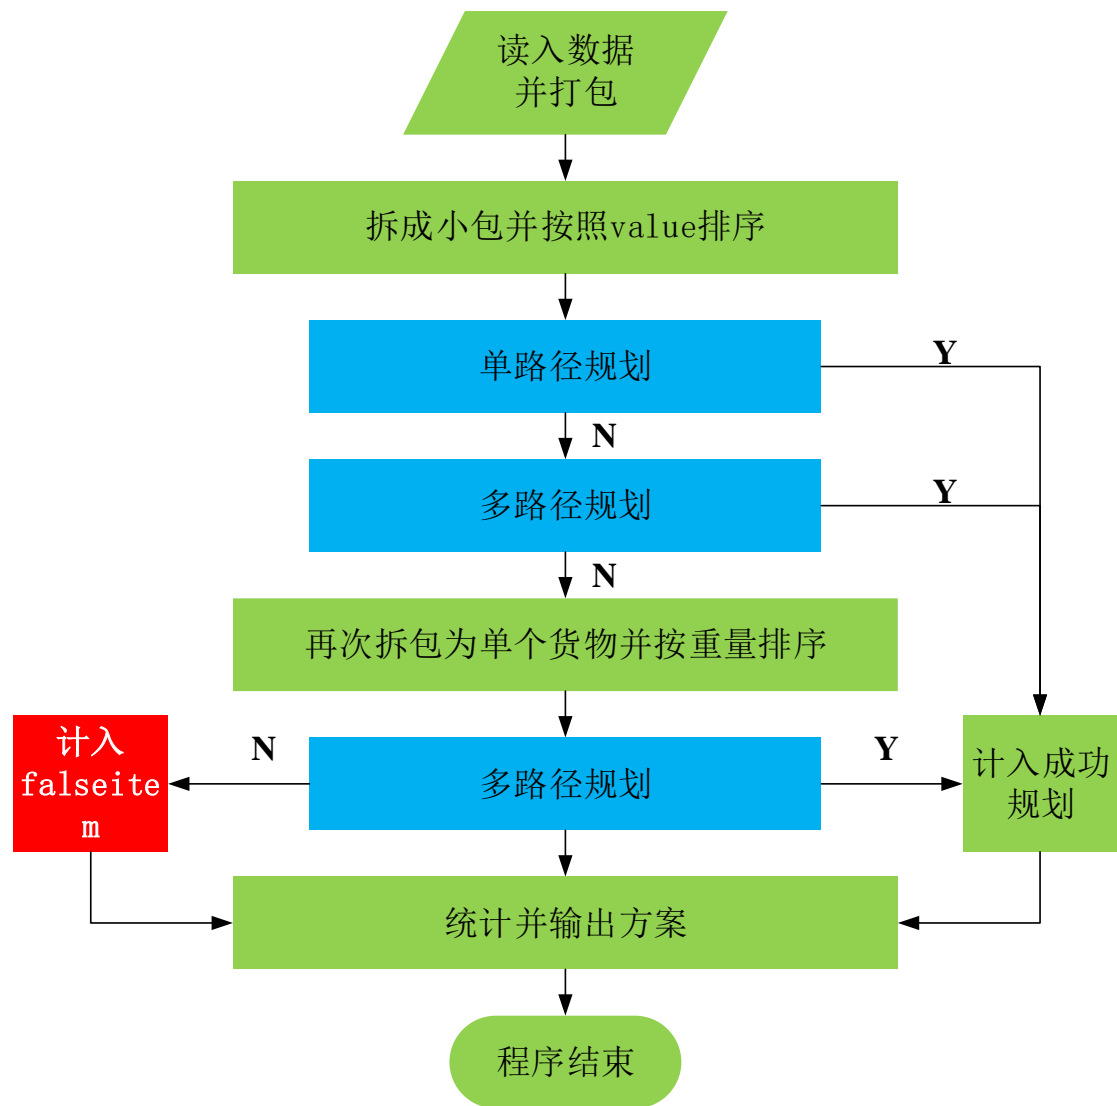 读入数据
并打包
拆成小包并按照value排序
单路径规划
Y
N
多路径规划
Y
N
再次拆包为单个货物并按重量排序
计入
falseite
m
N
多路径规划
Y
计入成功
规划
统计并输出方案
程序结束